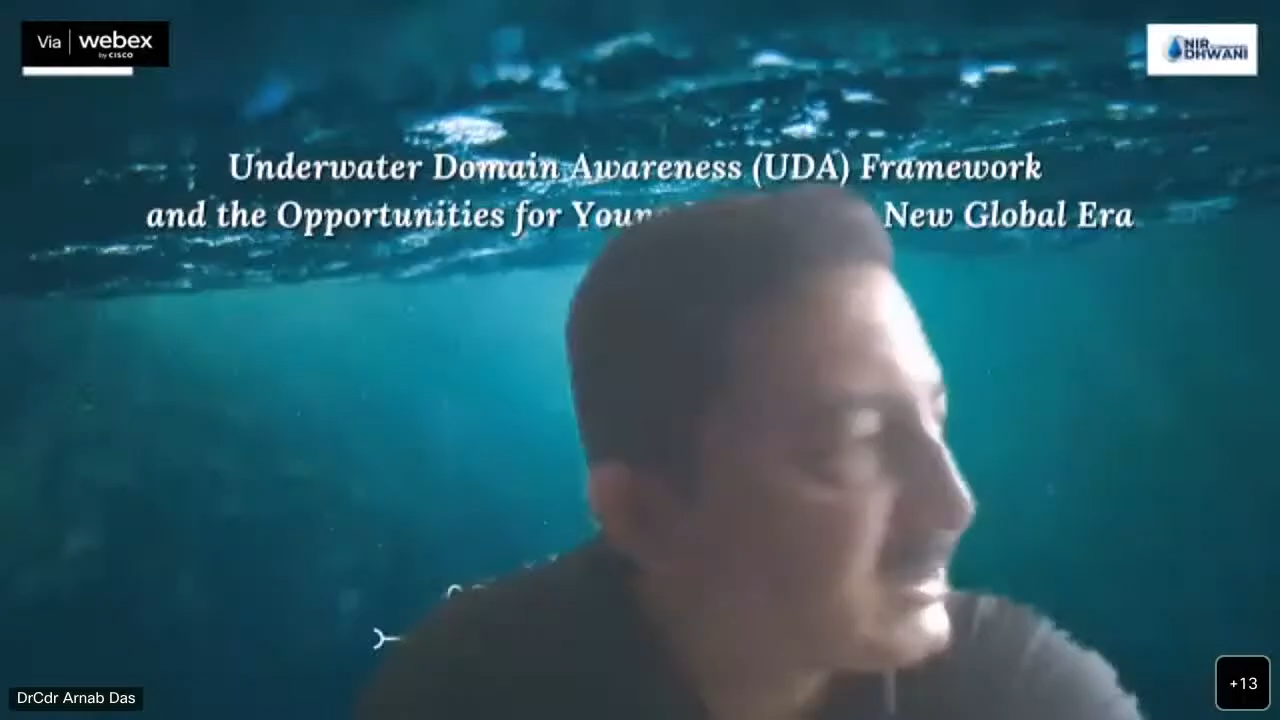 Via webex
by CISCO
NIR
DHWANI
Underwater Domain Awareness (UDA) Framework
and the Opportunities for Youn New Global Era
DrCdr Arnab Das
+13